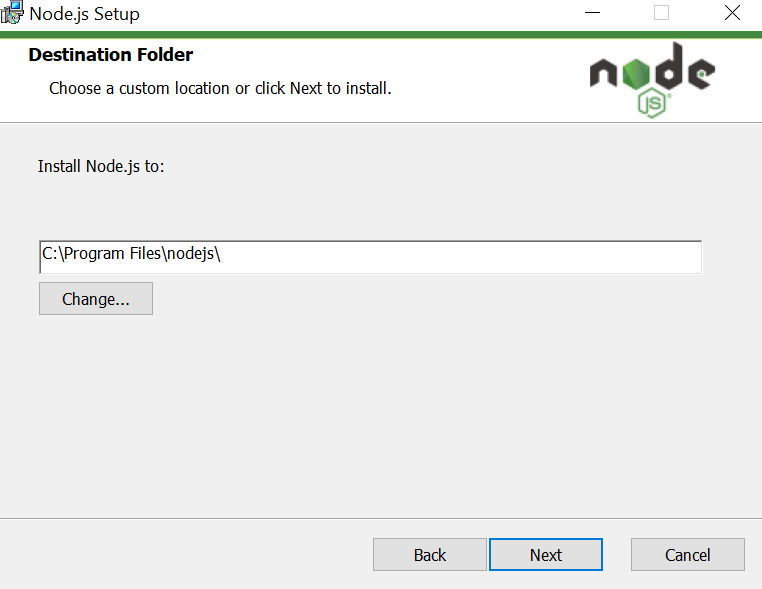 Node.js Setup
Destination Folder
Choose a custom location or click Next to install.
node
JS
Install Node.js to:
C:\Program Files\nodejs\
Change...
Back Next Cancel